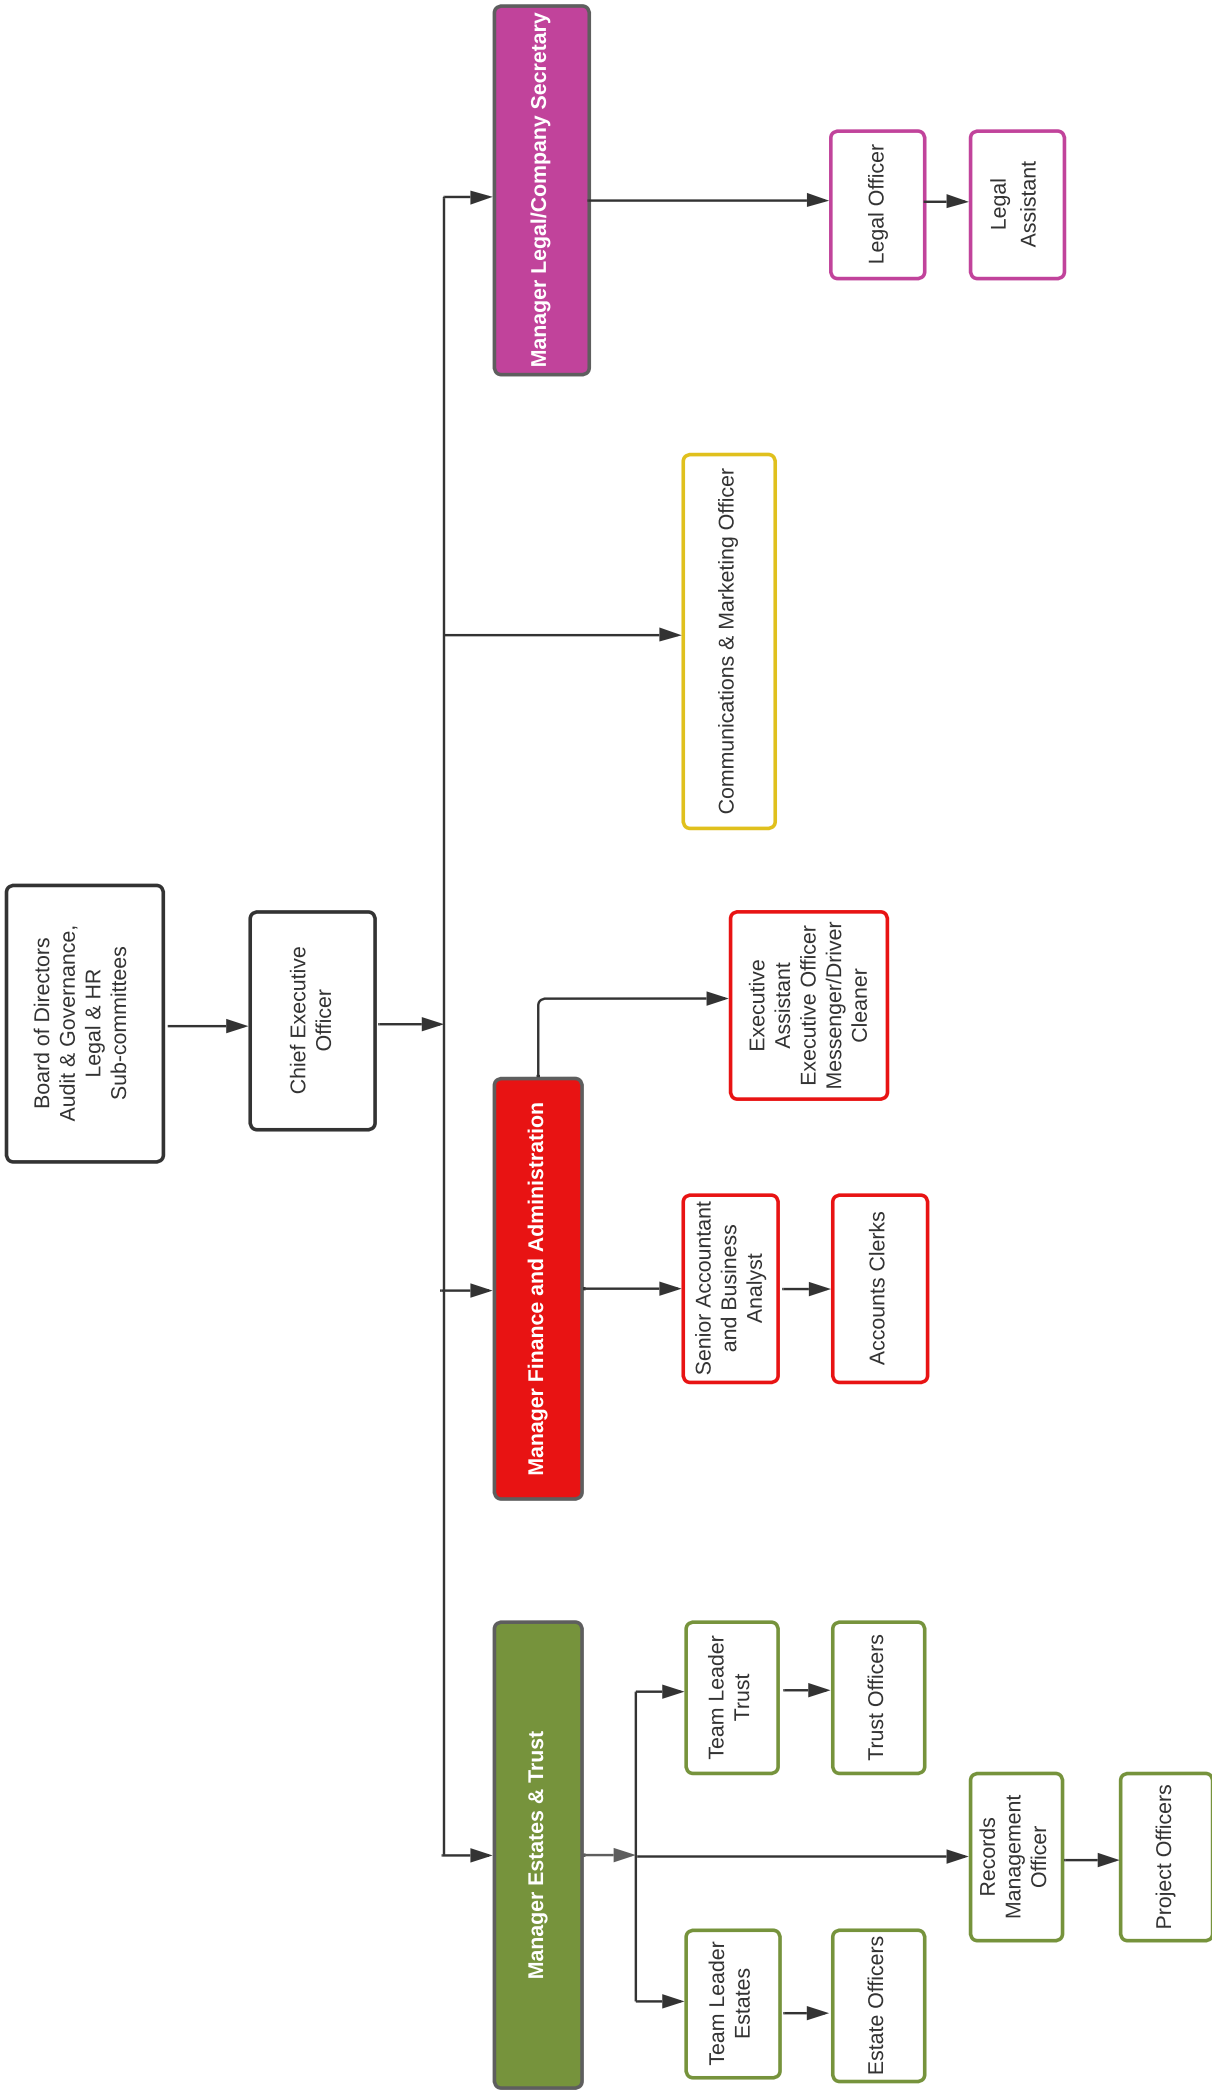 Board of Directors
Audit & Governance,
Legal & HR
Sub-committees
Chief Executive
Officer
Manager Estates & Trust
Manager Finance and Administration
Manager Legal/Company Secretary
Team Leader
Estates
Team Leader
Trust
Senior Accountant
and Business
Analyst
Executive
Assistant
Executive Officer
Messenger/Driver
Cleaner
Communications & Marketing Officer
Estate Officers
Trust Officers
Accounts Clerks
Legal Officer
Records
Management
Officer
Legal
Assistant
Project Officers